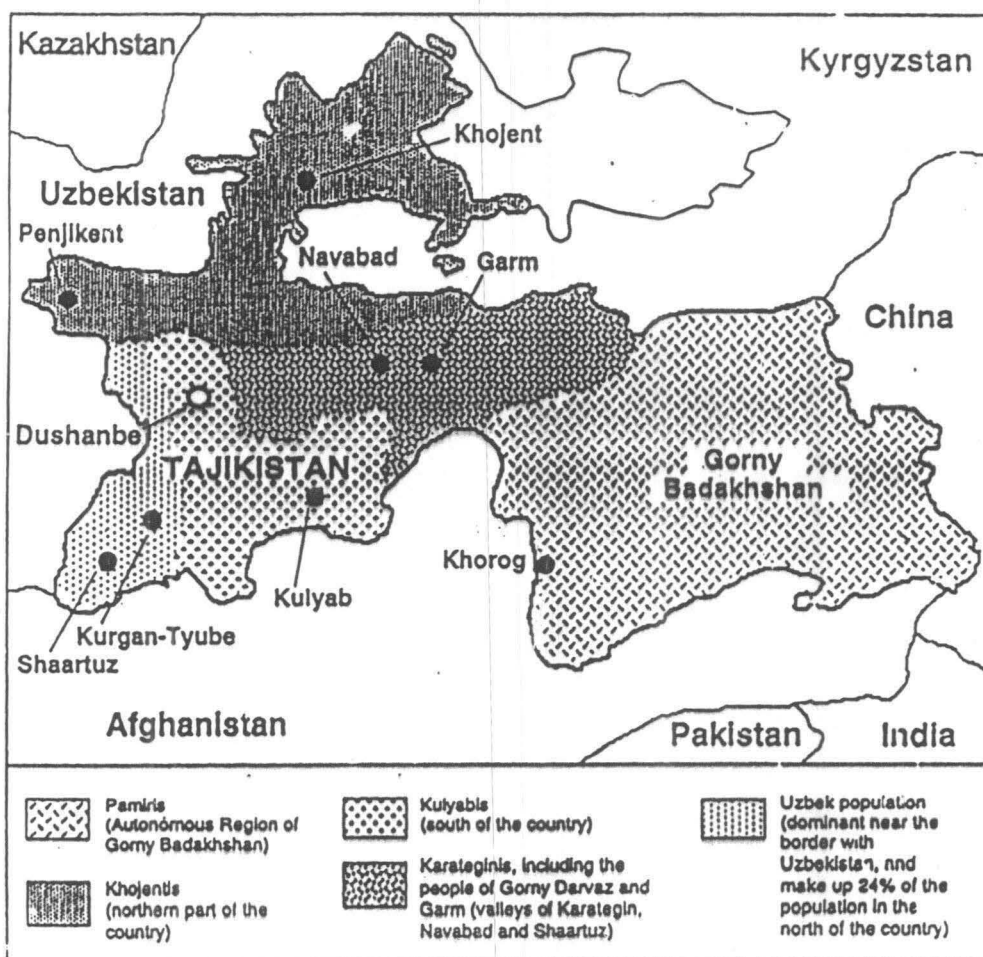 Kazakhstan
Kyrgyzstan
Khojent
Uzbekistan
Penjikent
Navabad
Garm
China
Dushanbe
TAJIKISTAN
Gorny
Badakhshan
Khorog
Kulyab
Kurgan-Tyube
Shaartuz
Afghanistan
Pakistan
India
Pamiris
(Autonomous Region of
Gorny Badakhshan)
Khojentis
(northern part of the
country)
Kulyabis
(south of the country)
Karateginis, including the
people of Gorny Darvaz and
Garm (valleys of Karategin,
Navabad and Shaartuz)
Uzbek population
(dominant near the
border with
Uzbekistan, and
make up 24% of the
population in the
north of the country)